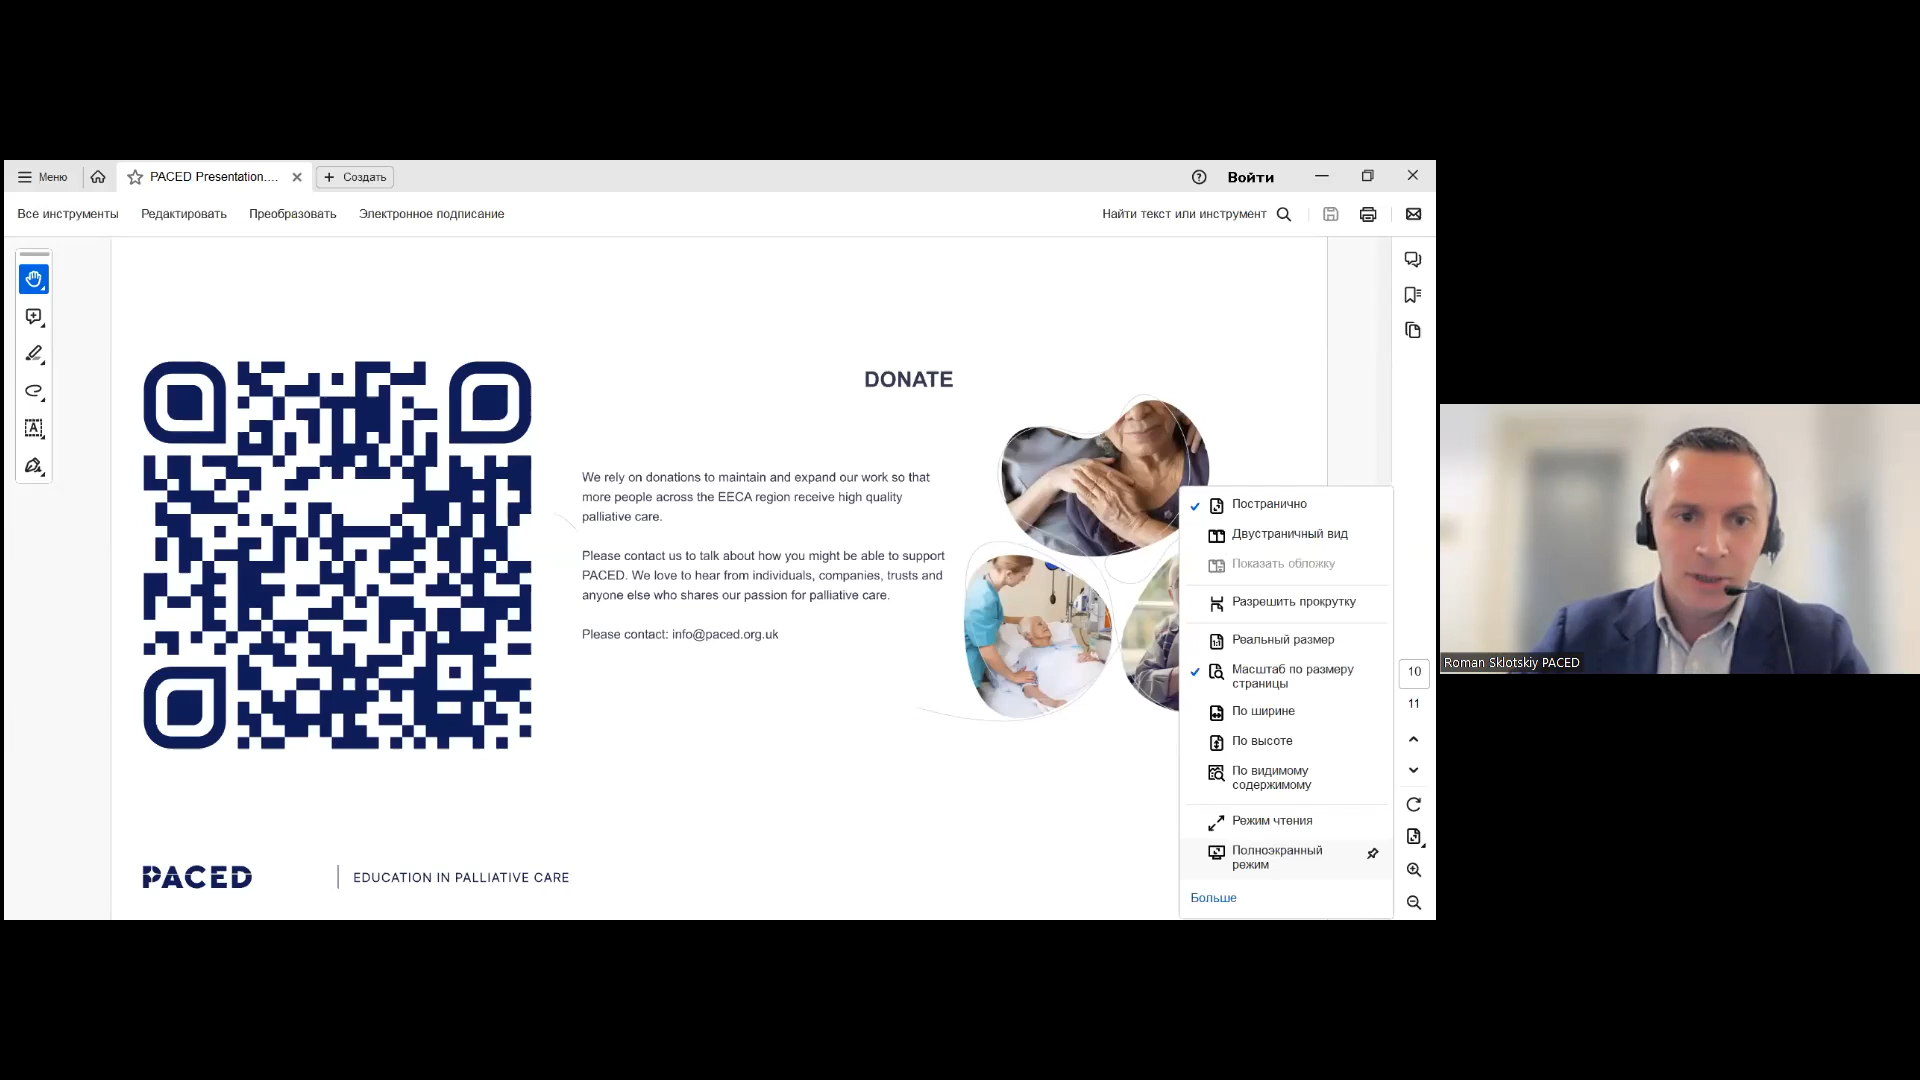 Меню
PACED Presentation....
Создать
Войти
Все инструменты
Редактировать
Преобразовать
Электронное подписание
Найти текст или инструмент
DONATE
We rely on donations to maintain and expand our work so that
more people across the EECA region receive high quality
palliative care.
Please contact us to talk about how you might be able to support
PACED. We love to hear from individuals, companies, trusts and
anyone else who shares our passion for palliative care.
Please contact: info@paced.org.uk
PACED
EDUCATION IN PALLIATIVE CARE
Постранично
Двустраничный вид
Показать обложку
Разрешить прокрутку
Реальный размер
Масштаб по размеру
страницы
По ширине
По высоте
По видимому
содержимому
Режим чтения
Полноэкранный
режим
Больше
10
11
Roman Sklotskiy PACED